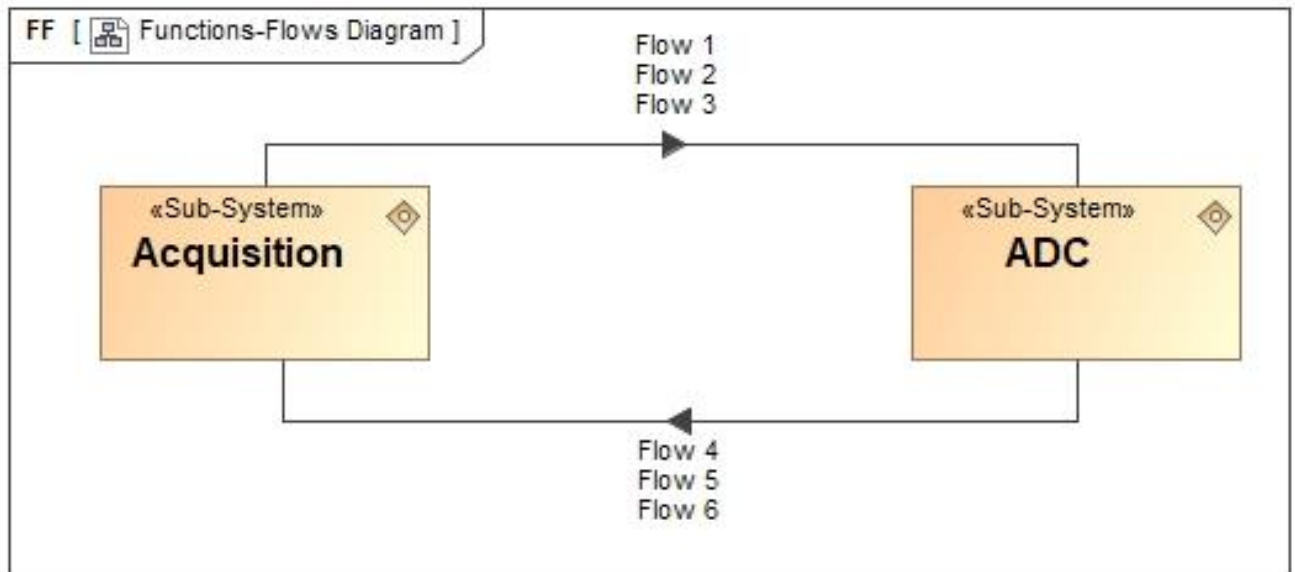 FF [ Functions-Flows Diagram ]
Flow 1
Flow 2
Flow 3
«Sub-System»
Acquisition
«Sub-System»
ADC
Flow 4
Flow 5
Flow 6